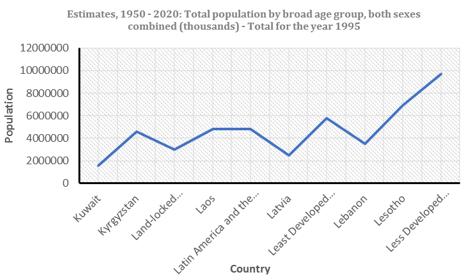 Estimates, 1950 - 2020: Total population by broad age group, both sexes
combined (thousands) - Total for the year 1995
12000000
10000000
8000000
6000000
4000000
2000000
0
Population
Kuwait
Kyrgyzstan
Land-locked...
Laos
Latin America and the...
Latvia
Least Developed...
Lebanon
Lesotho
Less Developed...
Country